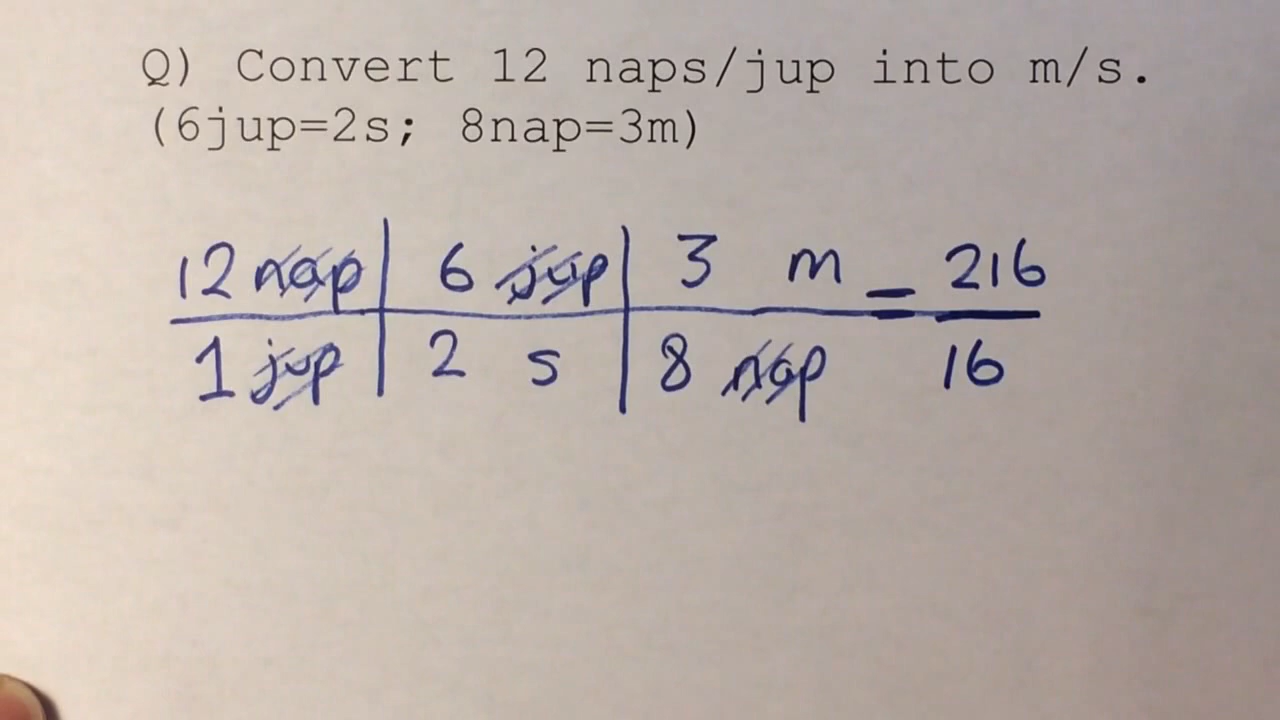 Q) Convert 12 naps/jup into m/s.
(6jup=2s; 8nap=3m)
12 nap | 6 jup | 3 m = 216
1 jup | 2 s | 8 nap 16